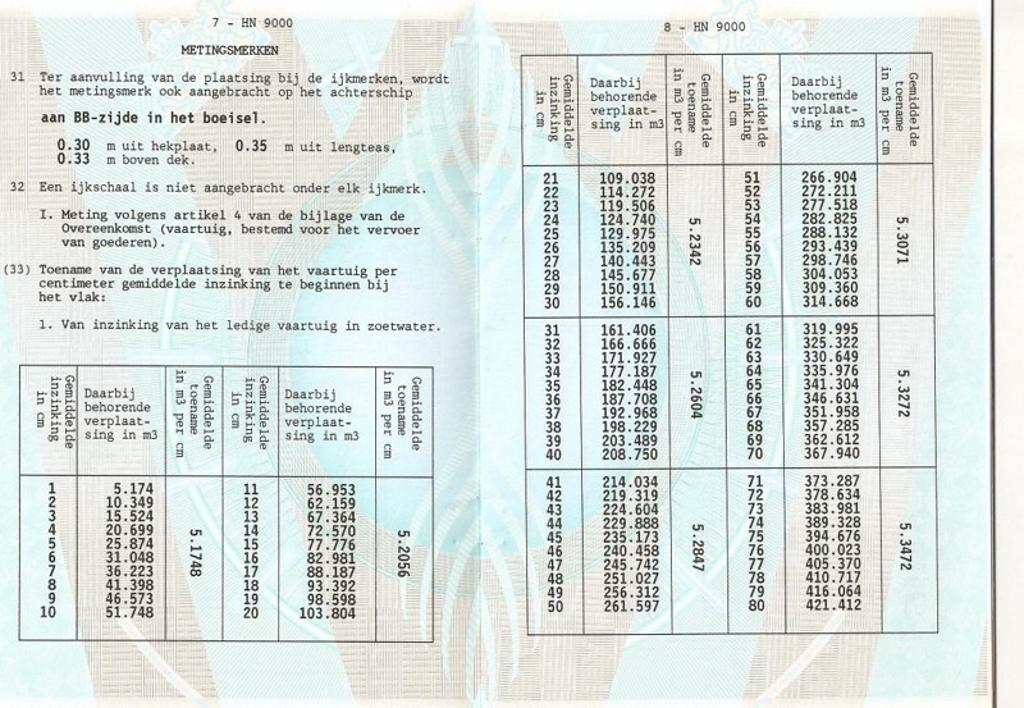 7 - HN 9000
METINGSMERKEN
31 Ter aanvulling van de plaatsing bij de ijkmerken, wordt
het metingsmerk ook aangebracht op het achterschip
aan BB-zijde in het boeisel.
0.30 m uit hekplaat, 0.35 m uit lengteas,
0.33 m boven dek.
32 Een ijkschaal is niet aangebracht onder elk ijkmerk.
I. Meting volgens artikel 4 van de bijlage van de
Overeenkomst (vaartuig, bestemd voor het vervoer
van goederen).
(33) Toename van de verplaatsing van het vaartuig per
centimeter gemiddelde inzinking te beginnen bij
het vlak:
1. Van inzinking van het ledige vaartuig in zoetwater.
Gemiddelde
inzinking
in cm
Daarbij
behorende
verplaat-
sing in m3
Gemiddelde
toename
in m3 per cm
Gemiddelde
inzinking
in cm
Daarbij
behorende
verplaat-
sing in m3
Gemiddelde
toename
in m3 per cm
1 5.174 11 56.953
2 10.349 12 62.159
3 15.524 13 67.364
4 20.699 14 72.570
5 25.874 15 77.776
6 31.048 16 82.981
7 36.223 17 88.187
8 41.398 18 93.392
9 46.573 19 98.598
10 51.748 20 103.804
5.1748
5.2056
8 - HN 9000
Gemiddelde
inzinking
in cm
Daarbij
behorende
verplaat-
sing in m3
Gemiddelde
toename
in m3 per cm
Gemiddelde
inzinking
in cm
Daarbij
behorende
verplaat-
sing in m3
Gemiddelde
toename
in m3 per cm
21 109.038 51 266.904
22 114.272 52 272.211
23 119.506 53 277.518
24 124.740 54 282.825
25 129.975 55 288.132
26 135.209 56 293.439
27 140.443 57 298.746
28 145.677 58 304.053
29 150.911 59 309.360
30 156.146 60 314.668
5.2342
5.3071
31 161.406 61 319.995
32 166.666 62 325.322
33 171.927 63 330.649
34 177.187 64 335.976
35 182.448 65 341.304
36 187.708 66 346.631
37 192.968 67 351.958
38 198.229 68 357.285
39 203.489 69 362.612
40 208.750 70 367.940
5.2604
5.3272
41 214.034 71 373.287
42 219.319 72 378.634
43 224.604 73 383.981
44 229.888 74 389.328
45 235.173 75 394.676
46 240.458 76 400.023
47 245.742 77 405.370
48 251.027 78 410.717
49 256.312 79 416.064
50 261.597 80 421.412
5.2847
5.3472